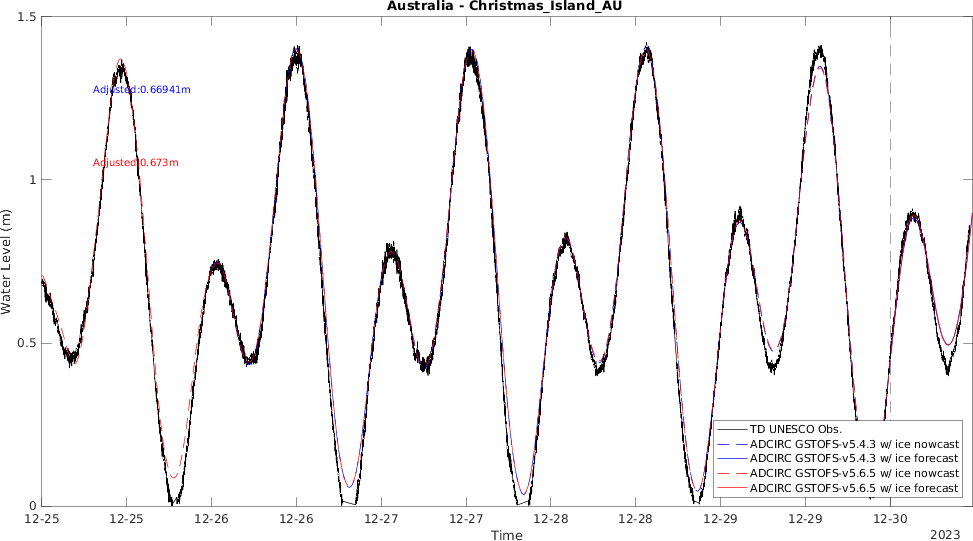 Australia - Christmas_Island_AU
1.5
Adjusted:0.66941m
Adjusted:0.673m
1
Water Level (m)
0.5
TD UNESCO Obs.
ADCIRC GSTOFS-v5.4.3 w/ ice nowcast
ADCIRC GSTOFS-v5.4.3 w/ ice forecast
ADCIRC GSTOFS-v5.6.5 w/ ice nowcast
ADCIRC GSTOFS-v5.6.5 w/ ice forecast
0
12-25 12-25 12-26 12-26 12-27 12-27 12-28 12-28 12-29 12-29 12-30
Time
2023